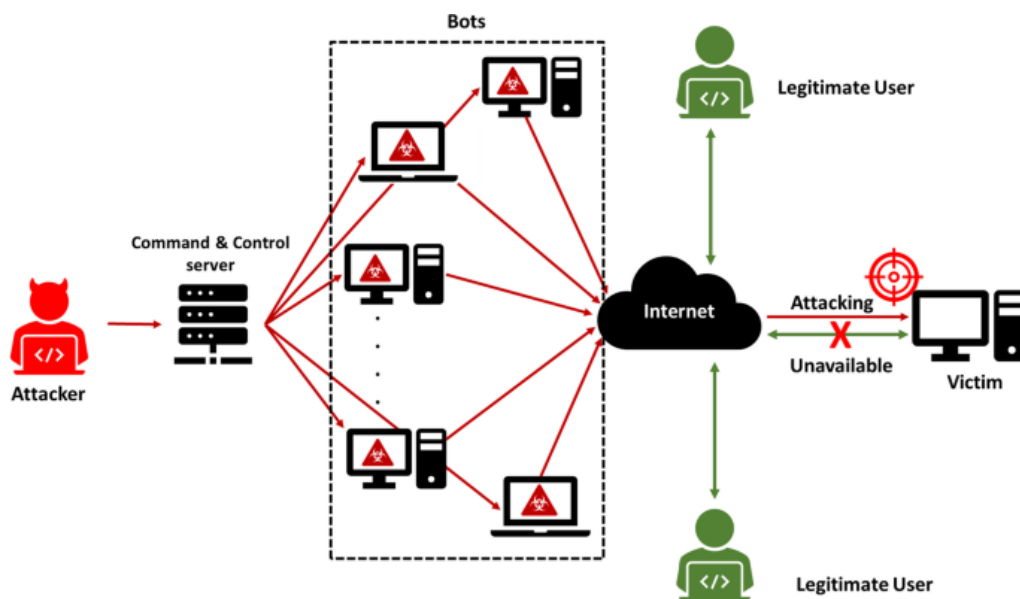 Bots
Legitimate User
Command & Control
server
Internet
Attacking
Unavailable
Attacker
Victim
Legitimate User